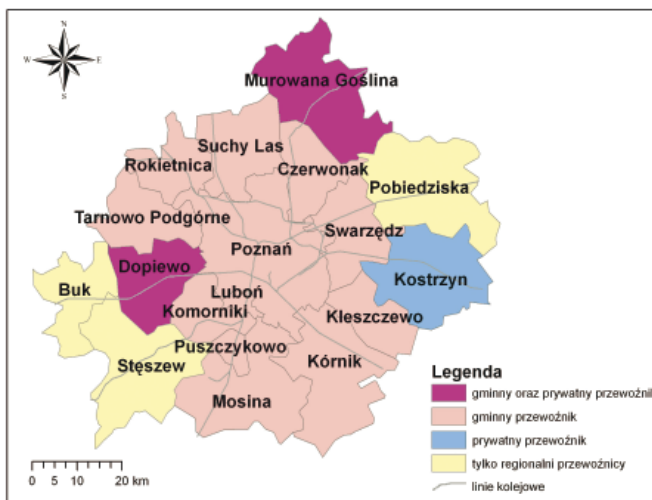 N
W E
S
Murowana Goślina
Suchy Las
Rokietnica
Czerwonak
Pobiedziska
Tarnowo Podgórne
Swarzędz
Poznań
Dopiewo
Kostrzyn
Buk
Luboń
Komorniki
Kleszczewo
Puszczykowo
Stęszew
Kórnik
Mosina
Legenda
gminny oraz prywatny przewoźnik
gminny przewoźnik
prywatny przewoźnik
tylko regionalni przewoźnicy
linie kolejowe
0 5 10 20 km